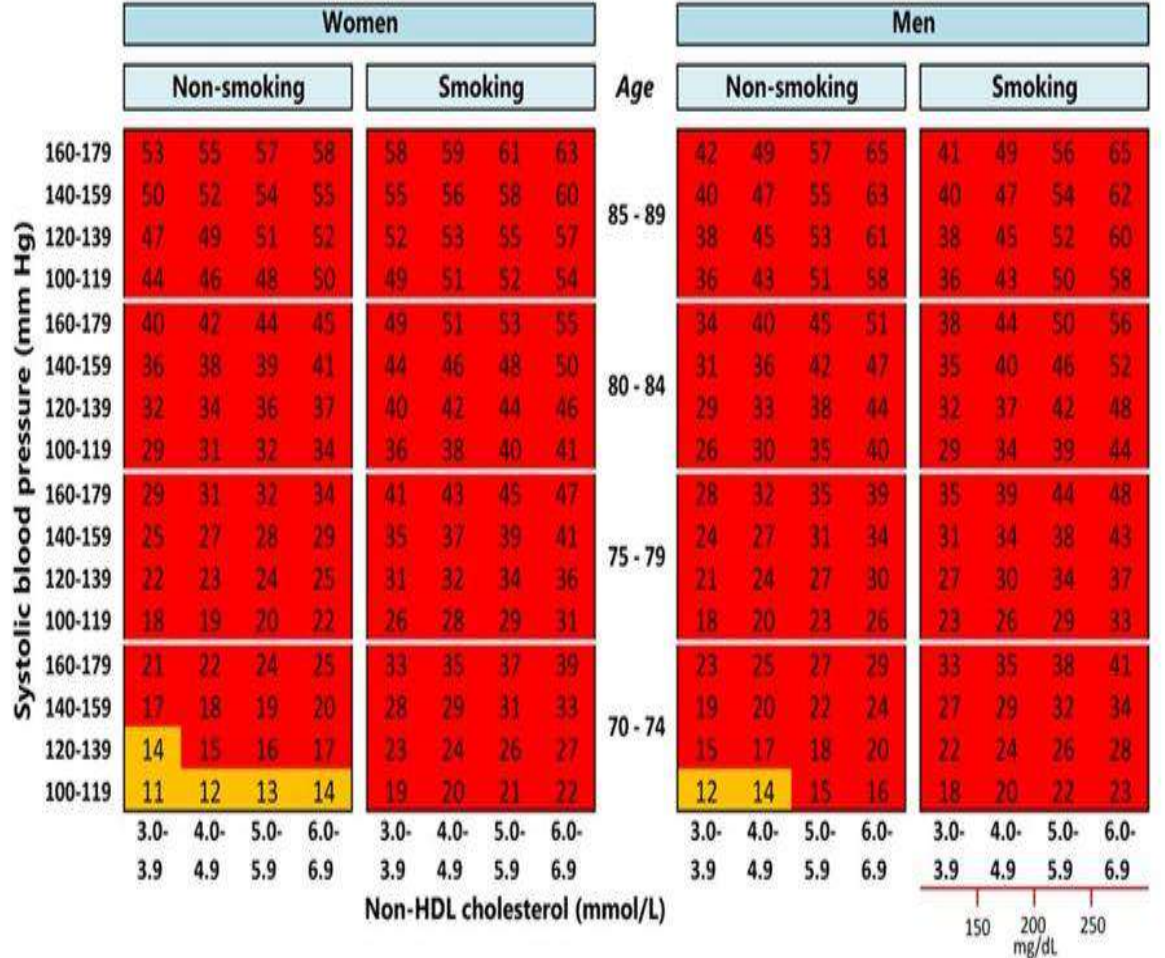 Women Men
Non-smoking Smoking Age Non-smoking Smoking
Systolic blood pressure (mm Hg)
160-179 53 55 57 58 58 59 61 63 42 49 57 65 41 49 56 65
140-159 50 52 54 55 55 56 58 60 40 47 55 63 40 47 54 62
85 - 89
120-139 47 49 51 52 52 53 55 57 38 45 53 61 38 45 52 60
100-119 44 46 48 50 49 51 52 54 36 43 51 58 36 43 50 58
160-179 40 42 44 45 49 51 53 55 34 40 45 51 38 44 50 56
140-159 36 38 39 41 44 46 48 50 31 36 42 47 35 40 46 52
80 - 84
120-139 32 34 36 37 40 42 44 46 29 33 38 44 32 37 42 48
100-119 29 31 32 34 36 38 40 41 26 30 35 40 29 34 39 44
160-179 29 31 32 34 41 43 45 47 28 32 35 39 35 39 44 48
140-159 25 27 28 29 35 37 39 41 24 27 31 34 31 34 38 43
75 - 79
120-139 22 23 24 25 31 32 34 36 21 24 27 30 27 30 34 37
100-119 18 19 20 22 26 28 29 31 18 20 23 26 23 26 29 33
160-179 21 22 24 25 33 35 37 39 23 25 27 29 33 35 38 41
140-159 17 18 19 20 28 29 31 33 19 20 22 24 27 29 32 34
70 - 74
120-139 14 15 16 17 23 24 26 27 15 17 18 20 22 24 26 28
100-119 11 12 13 14 19 20 21 22 12 14 15 16 18 20 22 23
3.0- 4.0- 5.0- 6.0- 3.0- 4.0- 5.0- 6.0- 3.0- 4.0- 5.0- 6.0- 3.0- 4.0- 5.0- 6.0-
3.9 4.9 5.9 6.9 3.9 4.9 5.9 6.9 3.9 4.9 5.9 6.9 3.9 4.9 5.9 6.9
Non-HDL cholesterol (mmol/L)
150 200 250
mg/dL